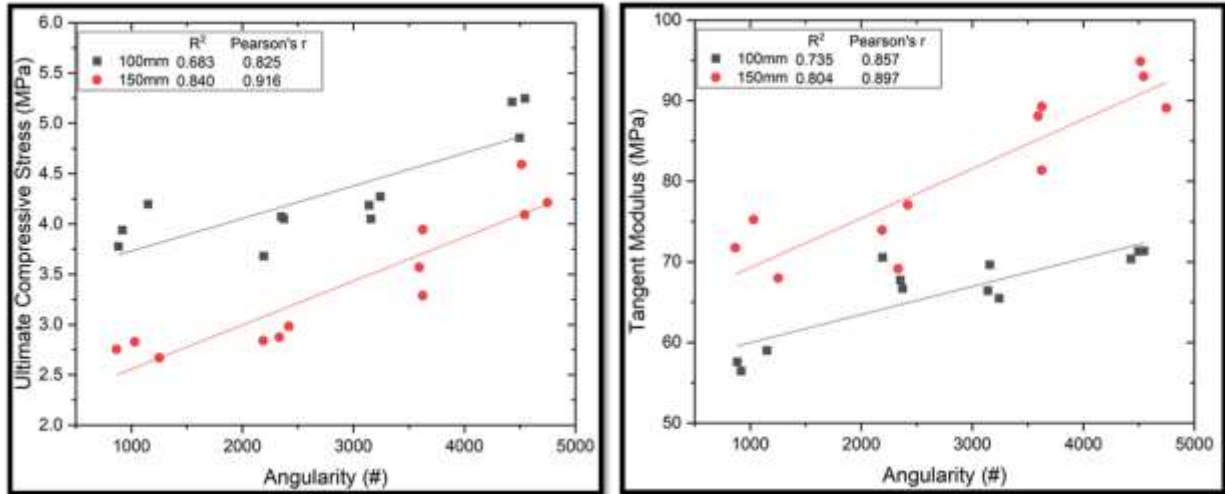 R2 Pearson's r
100mm 0.683 0.825
150mm 0.840 0.916
Ultimate Compressive Stress (MPa)
6.0
5.5
5.0
4.5
4.0
3.5
3.0
2.5
2.0
1000 2000 3000 4000 5000
Angularity (#)
R2 Pearson's r
100mm 0.735 0.857
150mm 0.804 0.897
Tangent Modulus (MPa)
100
90
80
70
60
50
1000 2000 3000 4000 5000
Angularity (#)